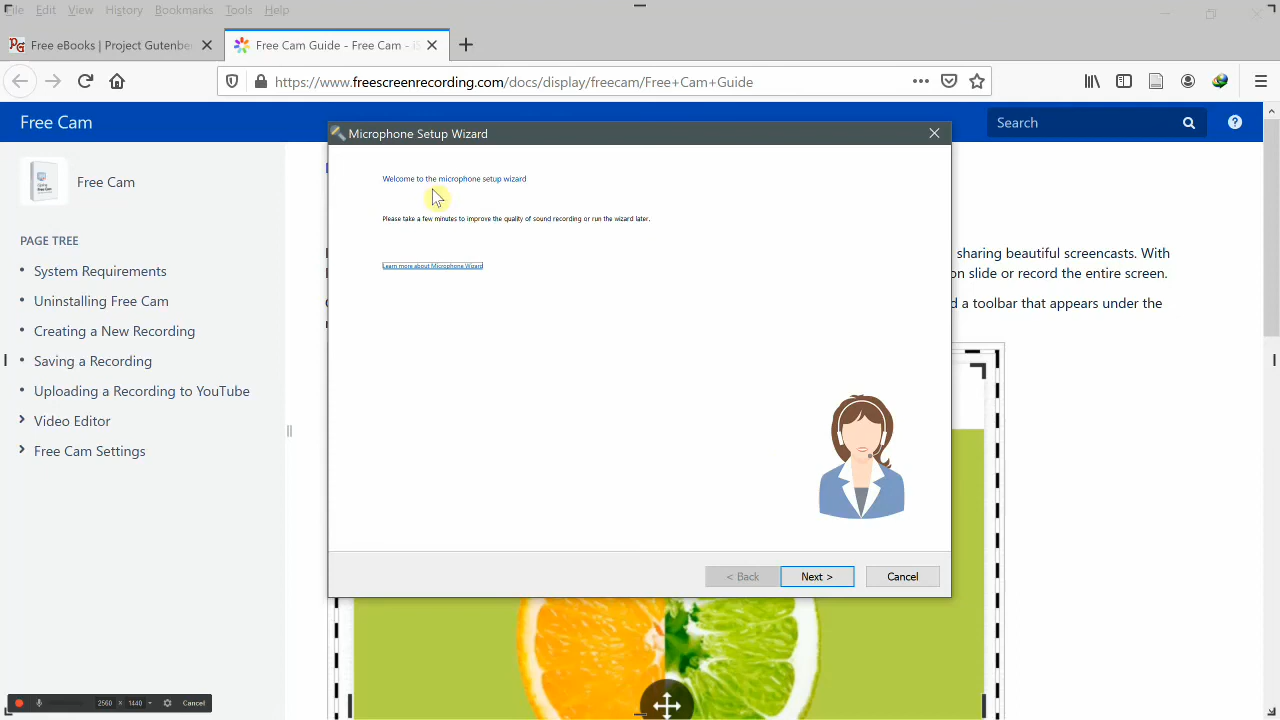 File Edit View History Bookmarks Tools Help
Free eBooks | Project Gutenbe
Free Cam Guide - Free Cam - iS
https://www.freescreenrecording.com/docs/display/freecam/Free+Cam+Guide
Free Cam
Search
Microphone Setup Wizard
Free Cam
Welcome to the microphone setup wizard
Please take a few minutes to improve the quality of sound recording or run the wizard later.
Learn more about Microphone Wizard
PAGE TREE
System Requirements
Uninstalling Free Cam
Creating a New Recording
Saving a Recording
Uploading a Recording to YouTube
Video Editor
Free Cam Settings
sharing beautiful screencasts. With
on slide or record the entire screen.
d a toolbar that appears under the
< Back Next > Cancel
2560 × 1440 Cancel